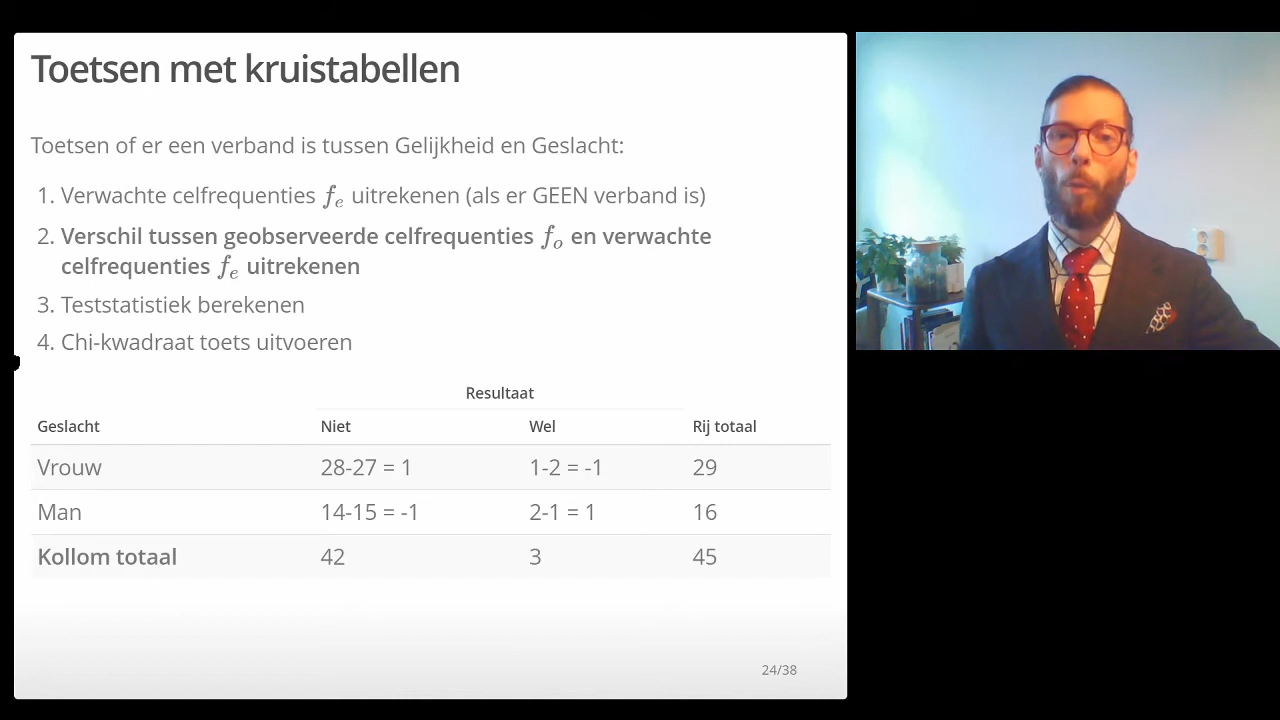 Toetsen met kruistabellen
Toetsen of er een verband is tussen Gelijkheid en Geslacht:
1. Verwachte celfrequenties fₑ uitrekenen (als er GEEN verband is)
2. Verschil tussen geobserveerde celfrequenties fₒ en verwachte
celfrequenties fₑ uitrekenen
3. Teststatistiek berekenen
4. Chi-kwadraat toets uitvoeren
Resultaat
Geslacht Niet Wel Rij totaal
Vrouw 28-27 = 1 1-2 = -1 29
Man 14-15 = -1 2-1 = 1 16
Kollom totaal 42 3 45
24/38